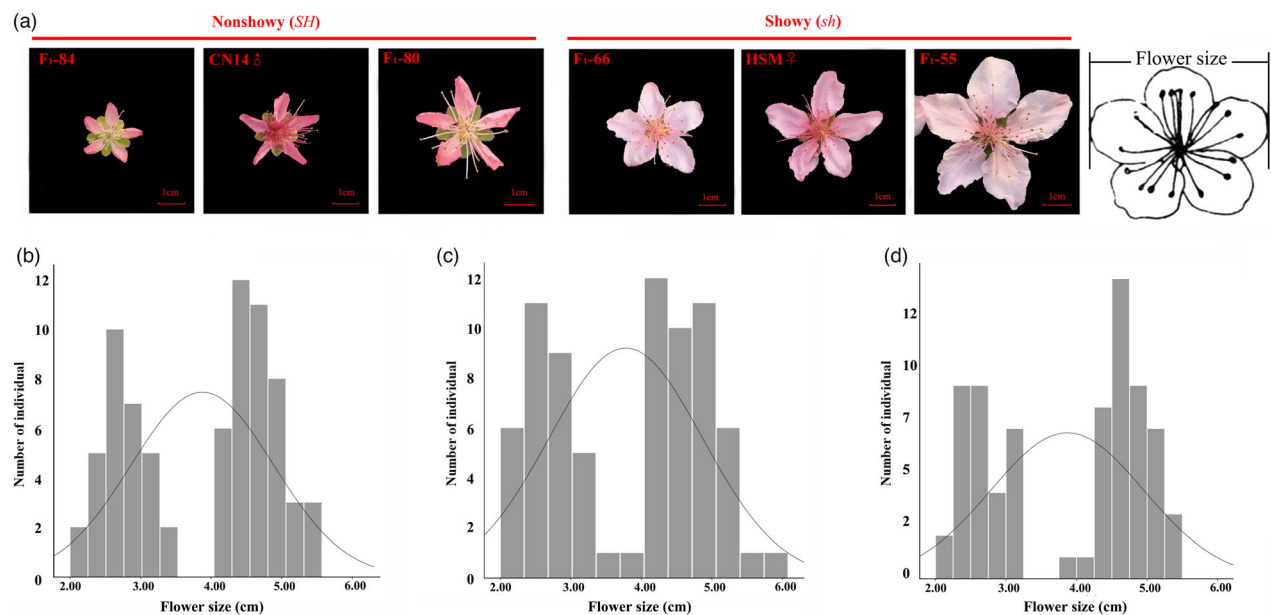 (a)
Nonshowy (SH)
Showy (sh)
F1-84
CN14 ♂
F1-80
F1-66
HSM ♀
F1-55
Flower size
1cm
1cm
1cm
1cm
1cm
1cm
(b)
Number of individual
12
10
8
6
4
2
0
2.00 3.00 4.00 5.00 6.00
Flower size (cm)
(c)
Number of individual
12
10
8
6
4
2
0
2.00 3.00 4.00 5.00 6.00
Flower size (cm)
(d)
Number of individual
12
10
7
5
2
0
2.00 3.00 4.00 5.00 6.00
Flower size (cm)